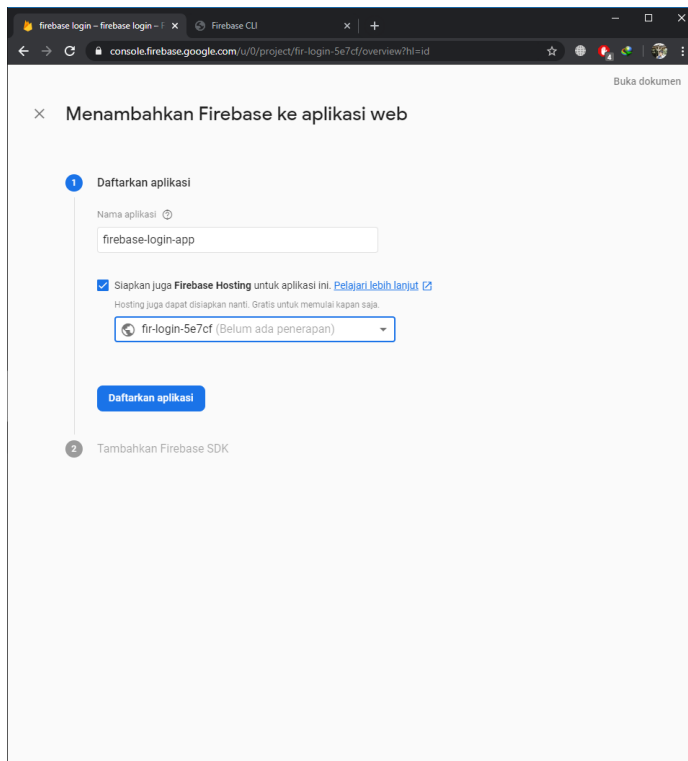 firebase login – firebase login – F
Firebase CLI
console.firebase.google.com/u/0/project/fir-login-5e7cf/overview?hl=id
4
Buka dokumen
Menambahkan Firebase ke aplikasi web
1 Daftarkan aplikasi
Nama aplikasi
firebase-login-app
Siapkan juga Firebase Hosting untuk aplikasi ini. Pelajari lebih lanjut
Hosting juga dapat disiapkan nanti. Gratis untuk memulai kapan saja.
fir-login-5e7cf (Belum ada penerapan)
Daftarkan aplikasi
2 Tambahkan Firebase SDK